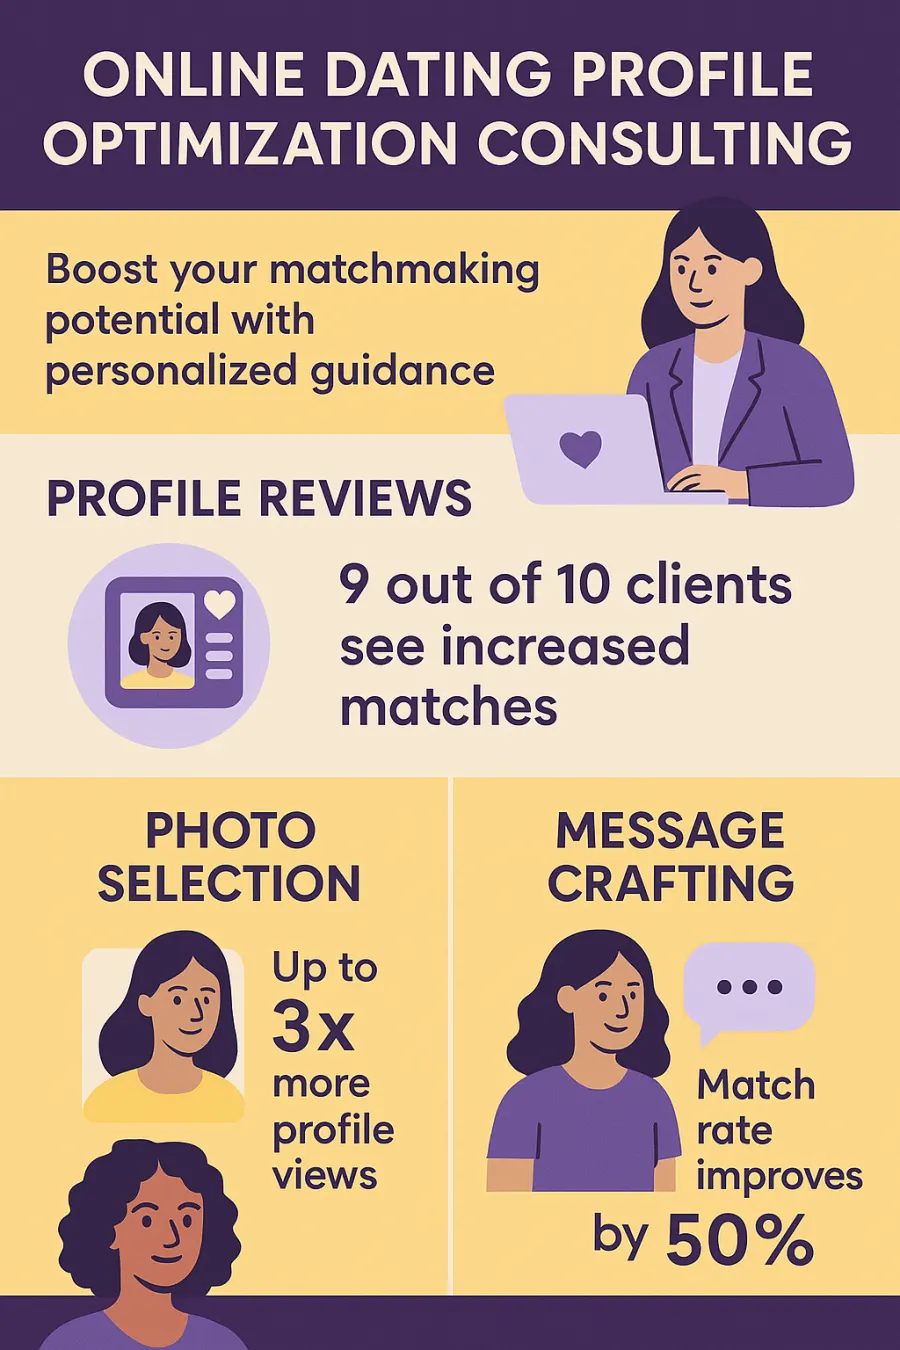 ONLINE DATING PROFILE
OPTIMIZATION CONSULTING
Boost your matchmaking
potential with
personalized guidance
PROFILE REVIEWS
9 out of 10 clients
see increased
matches
PHOTO
SELECTION
Up to
3x
more
profile
views
MESSAGE
CRAFTING
Match
rate
improves
by 50%